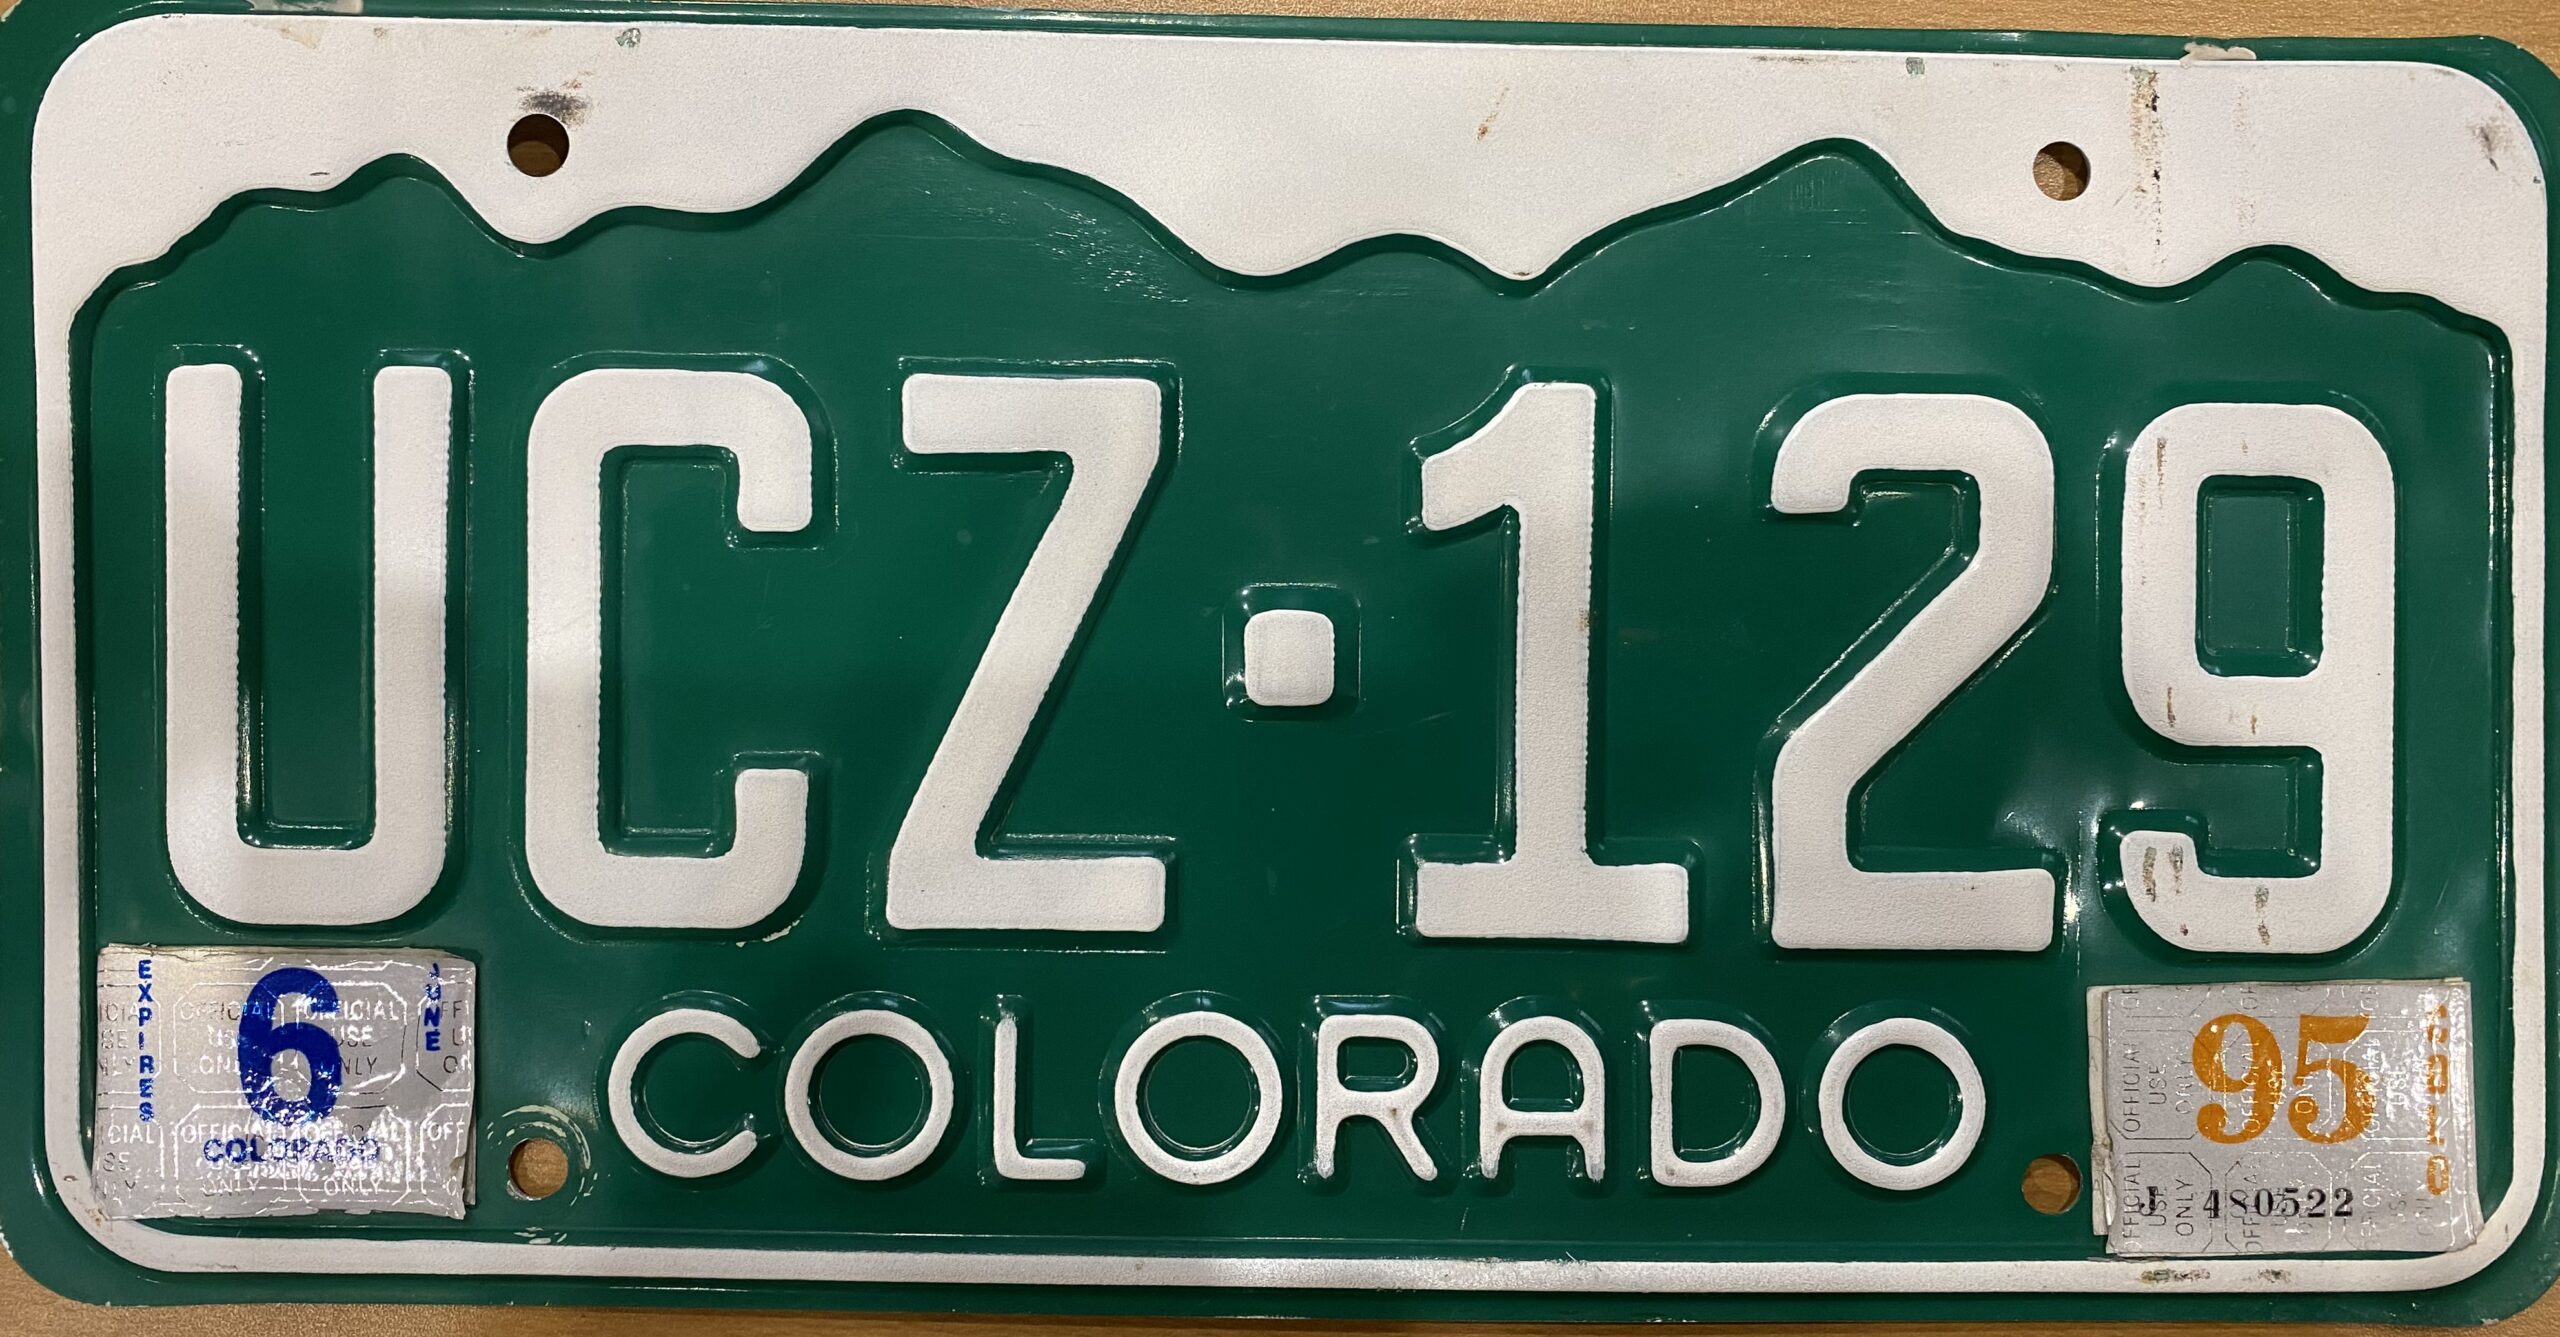 UCZ·129
EXPIRES
6
JUNE
COLORADO
COLORADO
95
J 480522